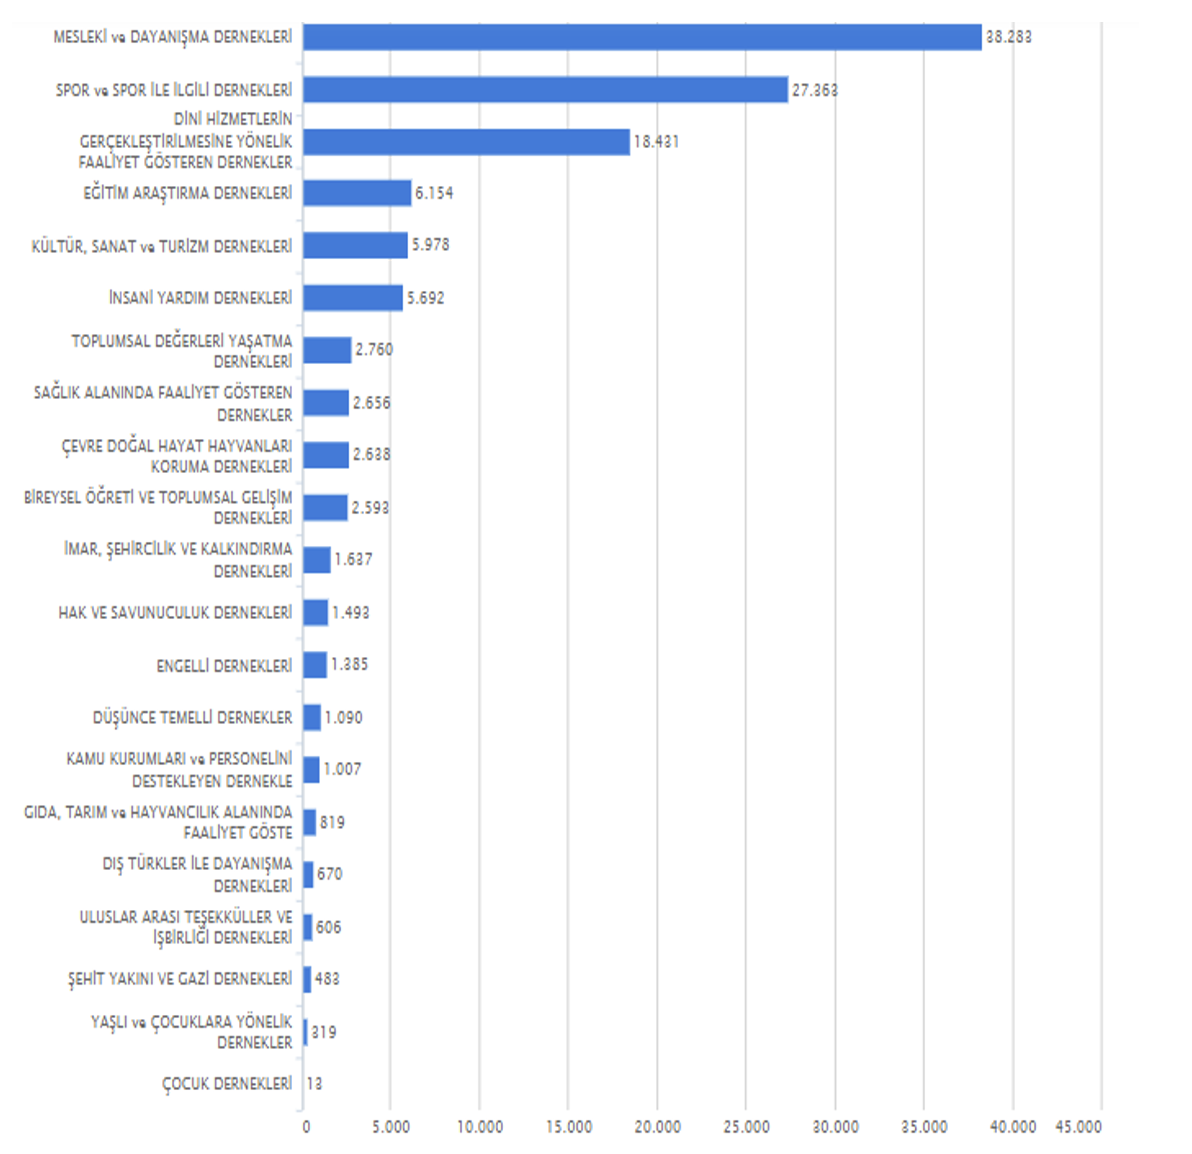 MESLEKİ ve DAYANIŞMA DERNEKLERİ 38.283
SPOR ve SPOR İLE İLGİLİ DERNEKLERİ 27.363
DİNİ HİZMETLERİN
GERÇEKLEŞTİRİLMESİNE YÖNELİK 18.431
FAALİYET GÖSTEREN DERNEKLER
EĞİTİM ARAŞTIRMA DERNEKLERİ 6.154
KÜLTÜR, SANAT ve TURİZM DERNEKLERİ 5.978
İNSANİ YARDIM DERNEKLERİ 5.692
TOPLUMSAL DEĞERLERİ YAŞATMA
DERNEKLERİ 2.760
SAĞLIK ALANINDA FAALİYET GÖSTEREN
DERNEKLER 2.656
ÇEVRE DOĞAL HAYAT HAYVANLARI
KORUMA DERNEKLERİ 2.638
BİREYSEL ÖĞRETİ VE TOPLUMSAL GELİŞİM
DERNEKLERİ 2.593
İMAR, ŞEHİRCİLİK VE KALKINDIRMA
DERNEKLERİ 1.637
HAK VE SAVUNUCULUK DERNEKLERİ 1.493
ENGELLİ DERNEKLERİ 1.385
DÜŞÜNCE TEMELLİ DERNEKLER 1.090
KAMU KURUMLARI ve PERSONELİNİ
DESTEKLEYEN DERNEKLE 1.007
GIDA, TARIM ve HAYVANCILIK ALANINDA
FAALİYET GÖSTE 819
DIŞ TÜRKLER İLE DAYANIŞMA
DERNEKLERİ 670
ULUSLAR ARASI TEŞEKKÜLLER VE
İŞBİRLİĞİ DERNEKLERİ 606
ŞEHİT YAKINI VE GAZİ DERNEKLERİ 483
YAŞLI ve ÇOCUKLARA YÖNELİK
DERNEKLER 319
ÇOCUK DERNEKLERİ 13
0 5.000 10.000 15.000 20.000 25.000 30.000 35.000 40.000 45.000